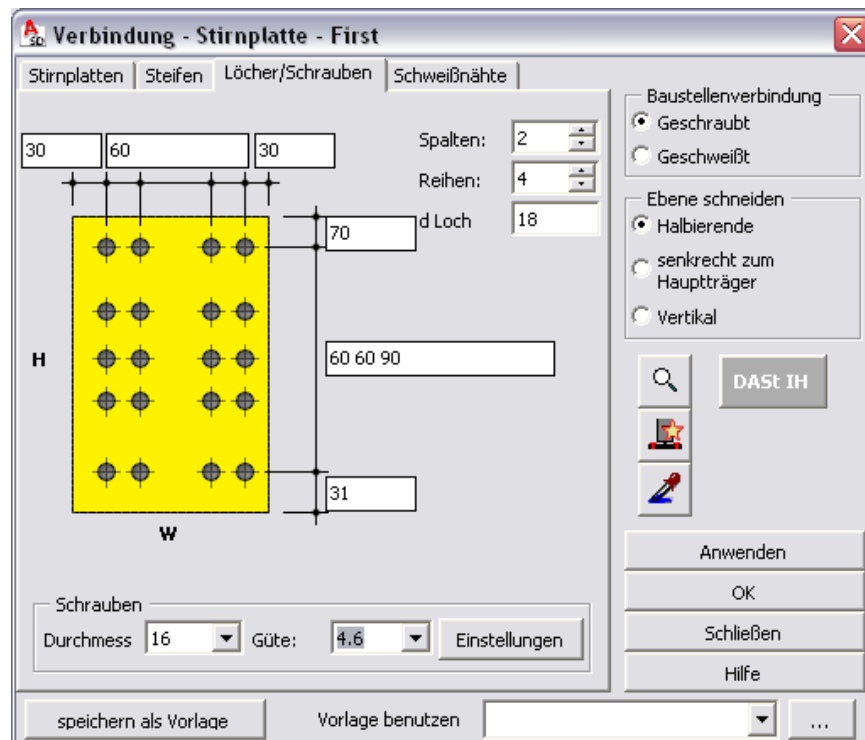 Verbindung - Stirnplatte - First
Stirnplatten Steifen Löcher/Schrauben Schweißnähte
30 60 30
Spalten: 2
Reihen: 4
d Loch 18
70
60 60 90
31
H
W
Schrauben
Durchmess 16 Güte: 4.6 Einstellungen
Baustellenverbindung
Geschraubt
Geschweißt
Ebene schneiden
Halbierende
senkrecht zum
Hauptträger
Vertikal
DASt IH
Anwenden
OK
Schließen
Hilfe
speichern als Vorlage Vorlage benutzen ...